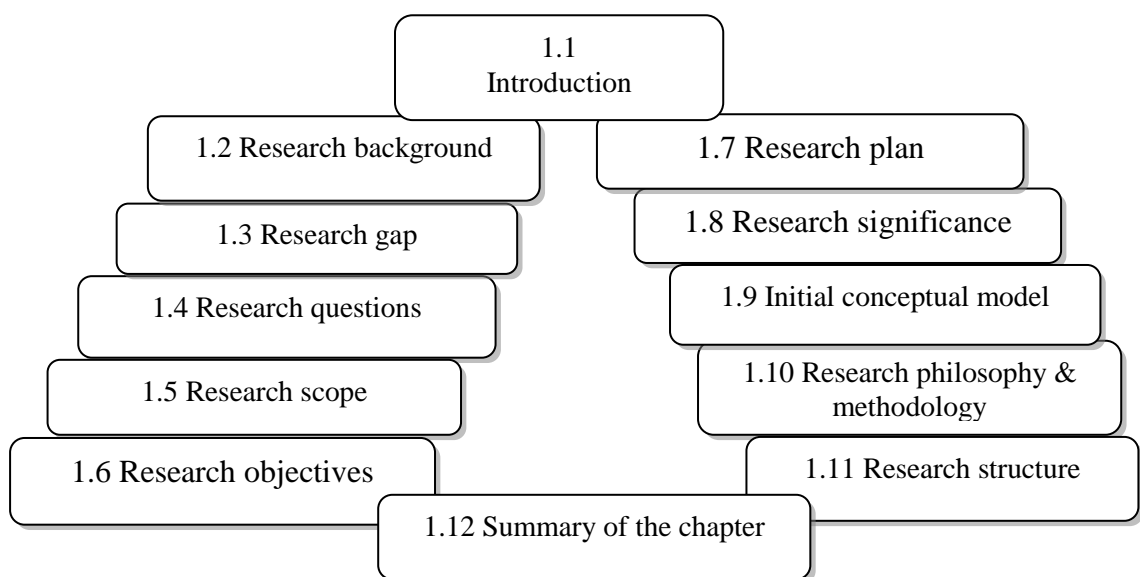 1.1
Introduction
1.2 Research background
1.3 Research gap
1.4 Research questions
1.5 Research scope
1.6 Research objectives
1.7 Research plan
1.8 Research significance
1.9 Initial conceptual model
1.10 Research philosophy &
methodology
1.11 Research structure
1.12 Summary of the chapter